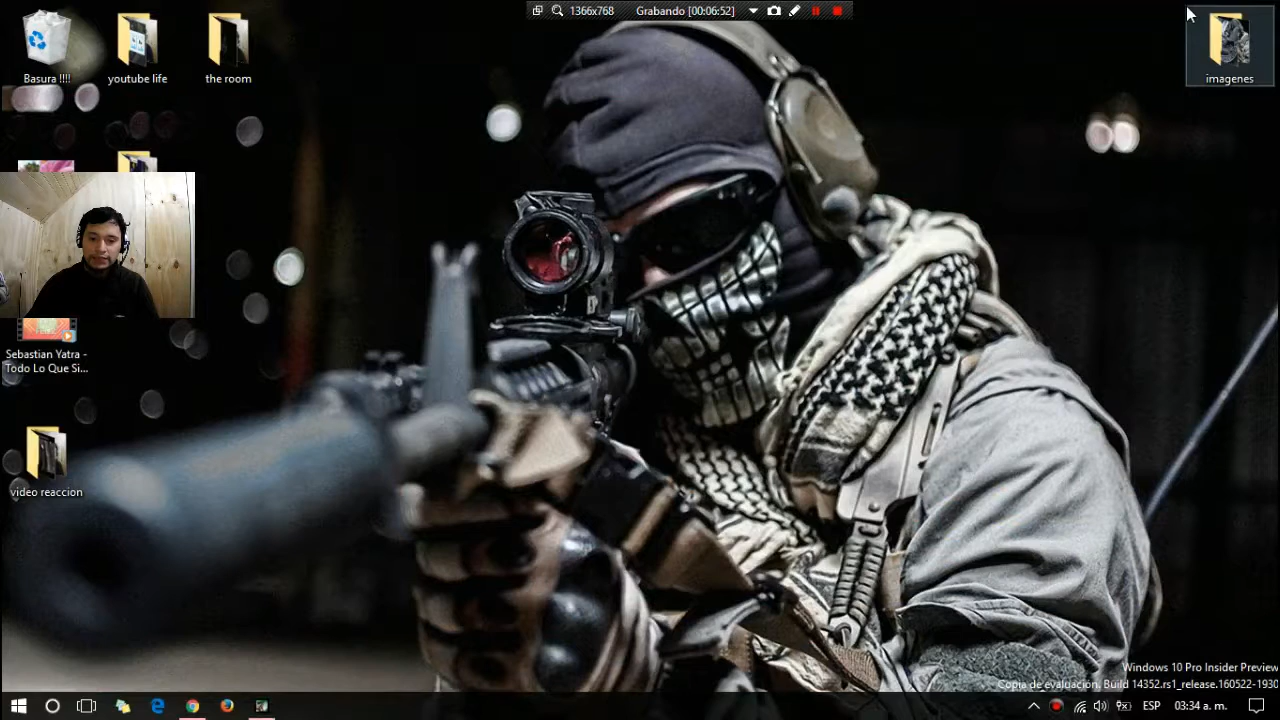 1366x768 Grabando [00:06:52]
Basura !!!!
youtube life
the room
imagenes
Sebastian Yatra -
Todo Lo Que Si...
video reaccion
Windows 10 Pro Insider Preview
Copia de evaluación. Build 14352.rs1_release.160522-1930
ESP 03:34 a. m.